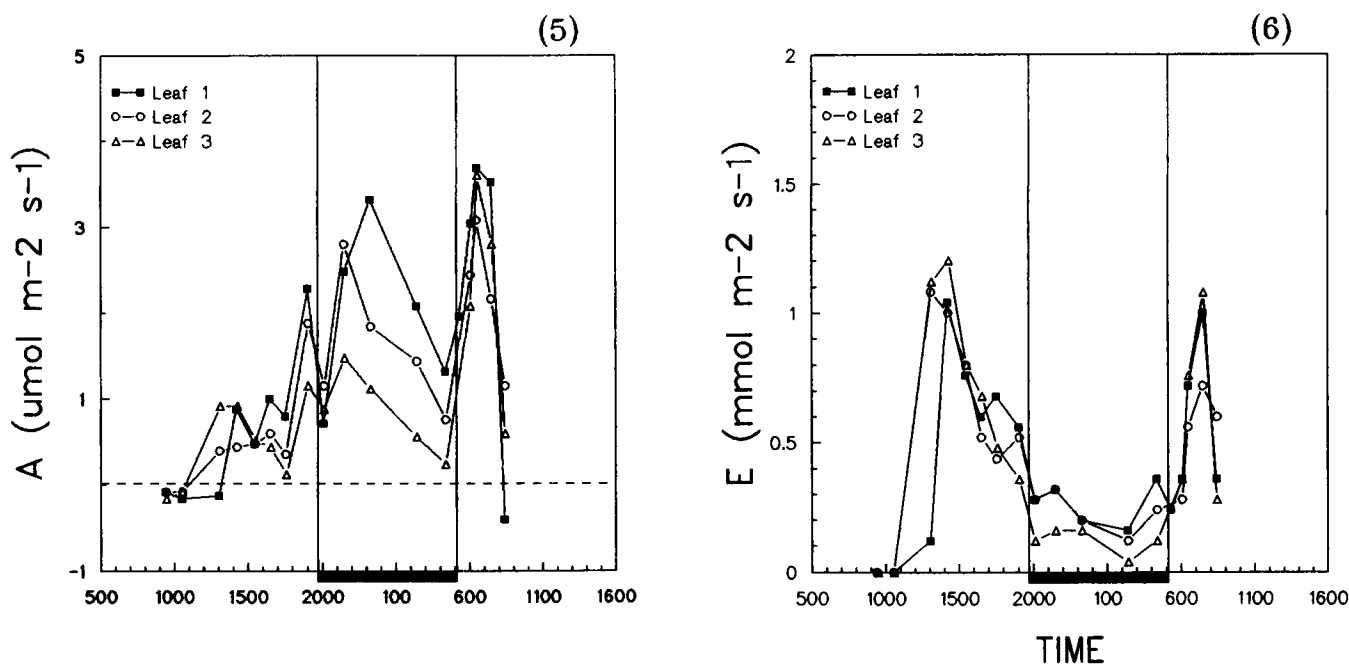 (5)
5
3
1
-1
A (umol m-2 s-1)
Leaf 1
Leaf 2
Leaf 3
500 1000 1500 2000 100 600 1100 1600
(6)
2
1.5
1
0.5
0
E (mmol m-2 s-1)
Leaf 1
Leaf 2
Leaf 3
500 1000 1500 2000 100 600 1100 1600
TIME